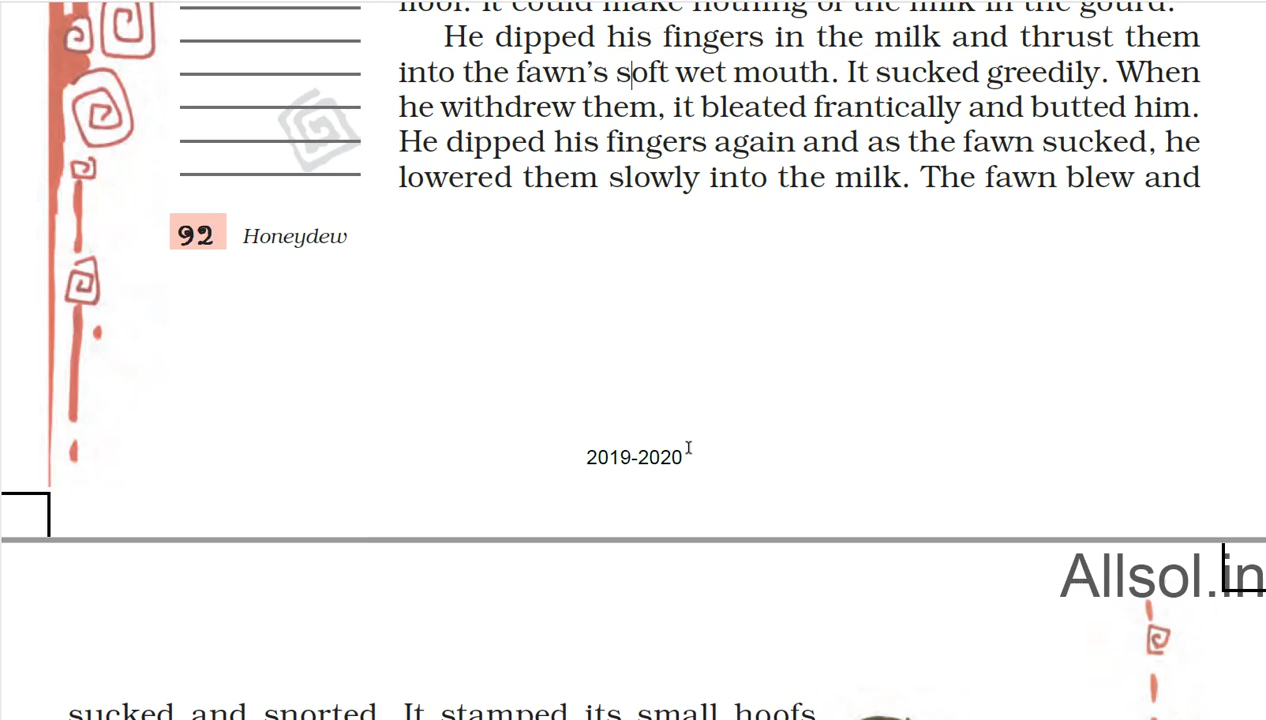 hoof. It could make nothing of the milk in the gourd.
He dipped his fingers in the milk and thrust them
into the fawn’s soft wet mouth. It sucked greedily. When
he withdrew them, it bleated frantically and butted him.
He dipped his fingers again and as the fawn sucked, he
lowered them slowly into the milk. The fawn blew and
92 Honeydew
2019-2020
Allsol.in
sucked and snorted. It stamped its small hoofs